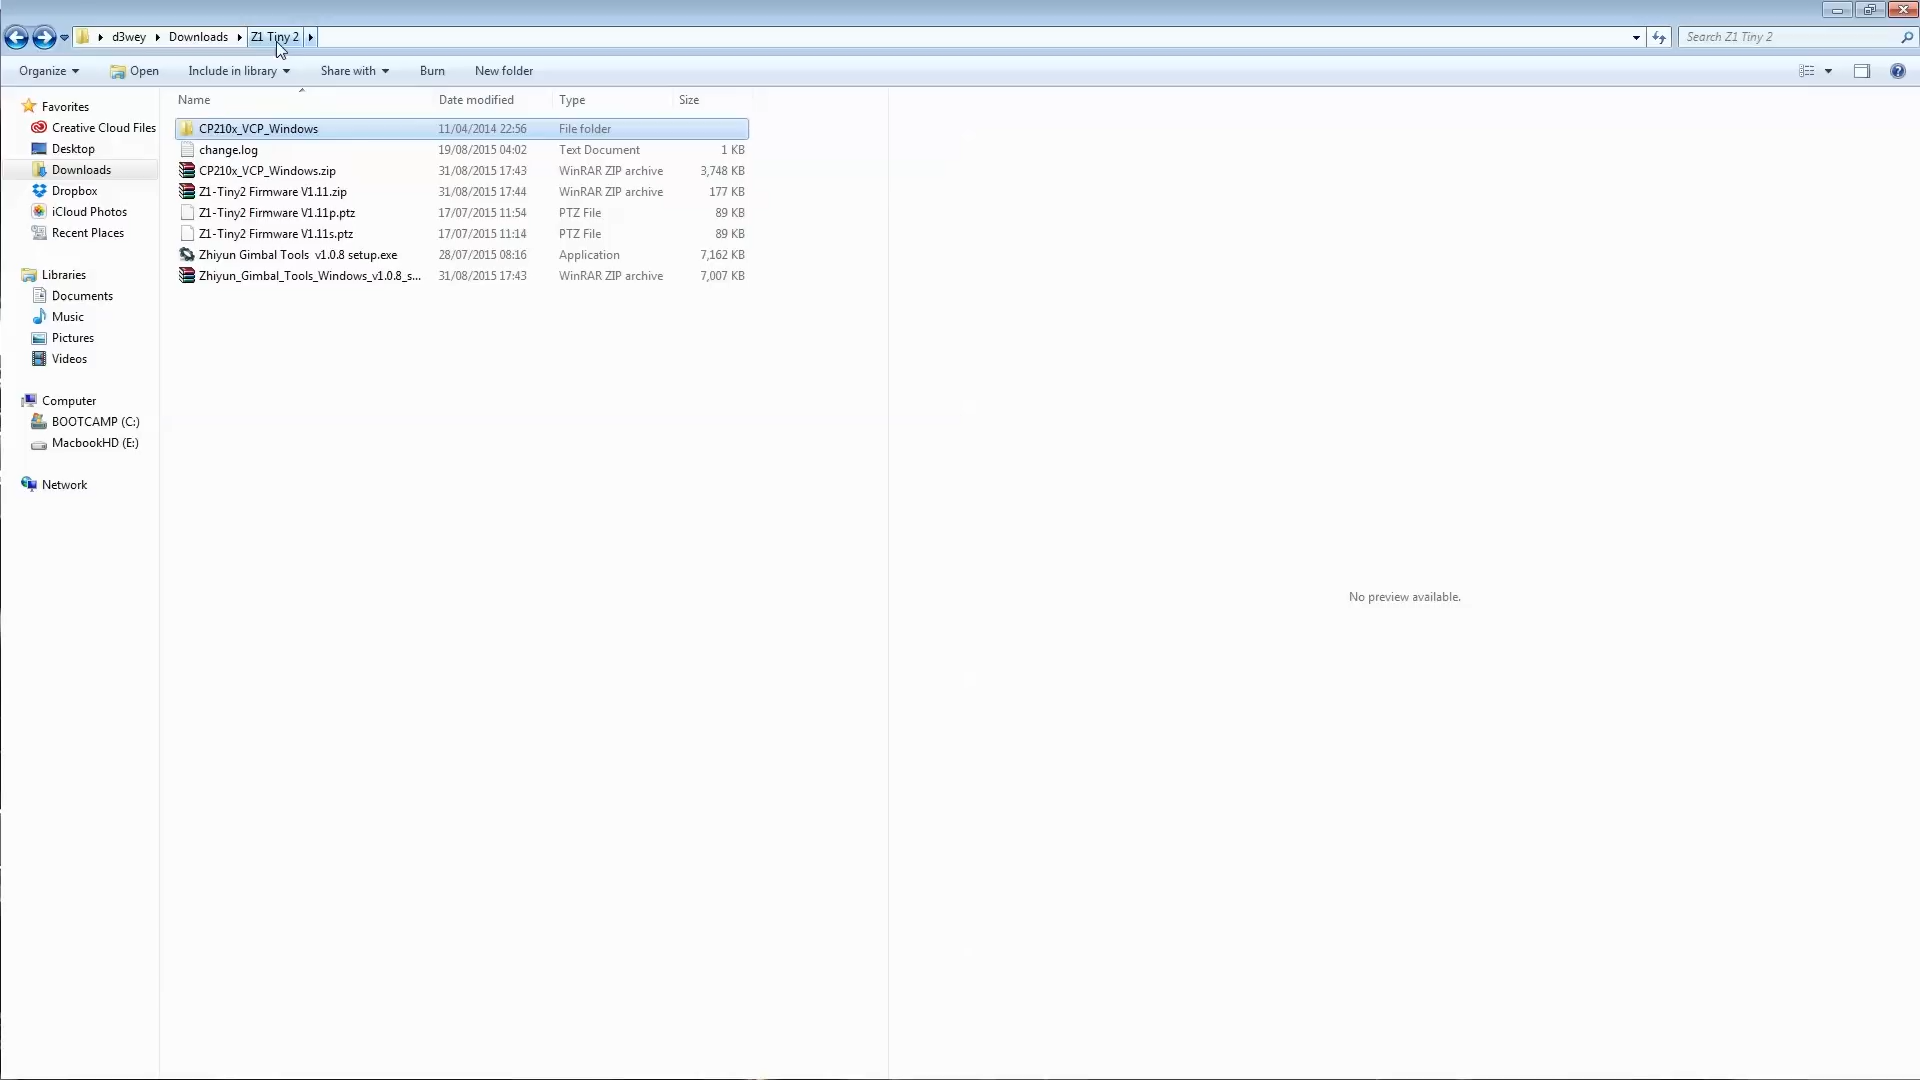 d3wey Downloads Z1 Tiny 2 Search Z1 Tiny 2
Organize Open Include in library Share with Burn New folder
Favorites
Creative Cloud Files
Desktop
Downloads
Dropbox
iCloud Photos
Recent Places
Libraries
Documents
Music
Pictures
Videos
Computer
BOOTCAMP (C:)
MacbookHD (E:)
Network
Name Date modified Type Size
CP210x_VCP_Windows 11/04/2014 22:56 File folder
change.log 19/08/2015 04:02 Text Document 1 KB
CP210x_VCP_Windows.zip 31/08/2015 17:43 WinRAR ZIP archive 3,748 KB
Z1-Tiny2 Firmware V1.11.zip 31/08/2015 17:44 WinRAR ZIP archive 177 KB
Z1-Tiny2 Firmware V1.11p.ptz 17/07/2015 11:54 PTZ File 89 KB
Z1-Tiny2 Firmware V1.11s.ptz 17/07/2015 11:14 PTZ File 89 KB
Zhiyun Gimbal Tools v1.0.8 setup.exe 28/07/2015 08:16 Application 7,162 KB
Zhiyun_Gimbal_Tools_Windows_v1.0.8_s... 31/08/2015 17:43 WinRAR ZIP archive 7,007 KB
No preview available.